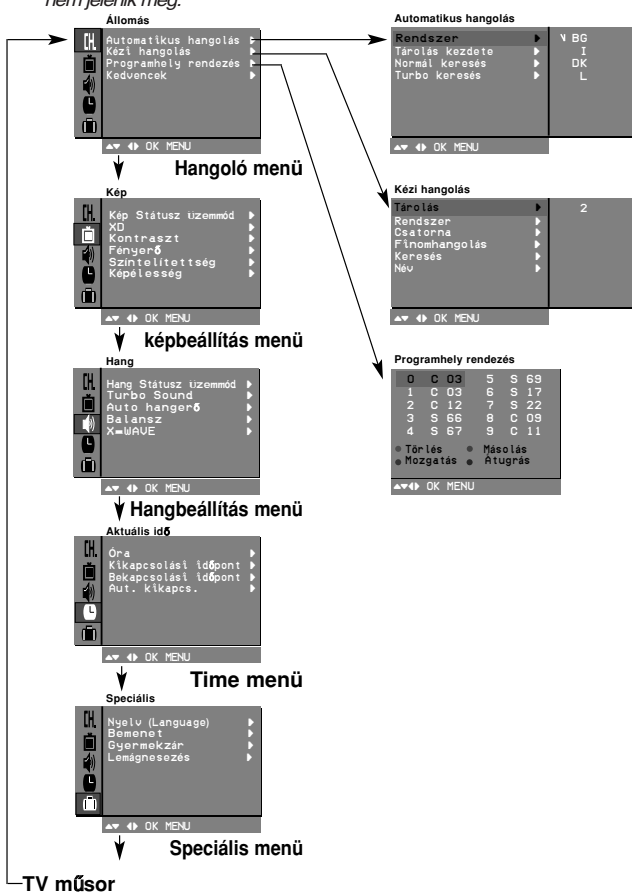 nem jelenik meg.
Állomás
CH.
Automatikus hangolás
Kézi hangolás
Programhely rendezés
Kedvencek
OK MENU
Hangoló menü
Kép
CH.
Kép Státusz üzemmód
XD
Kontraszt
Fényerő
Színtelítettség
Képélesség
OK MENU
képbeállítás menü
Hang
CH.
Hang Státusz üzemmód
Turbo Sound
Auto hangerő
Balansz
X-WAVE
OK MENU
Hangbeállítás menü
Aktuális idő
CH.
Óra
Kikapcsolási időpont
Bekapcsolási időpont
Aut. kikapcs.
OK MENU
Time menü
Speciális
CH.
Nyelv (Language)
Bemenet
Gyermekzár
Lemágnesezés
OK MENU
Speciális menü
TV műsor
Automatikus hangolás
Rendszer √ BG
Tárolás kezdete I
Normál keresés DK
Turbo keresés L
OK MENU
Kézi hangolás
Tárolás 2
Rendszer
Csatorna
Finomhangolás
Keresés
Név
OK MENU
Programhely rendezés
0 C 03 5 S 69
1 C 03 6 S 17
2 C 12 7 S 22
3 S 66 8 C 09
4 S 67 9 C 11
Törlés Másolás
Mozgatás Átugrás
OK MENU